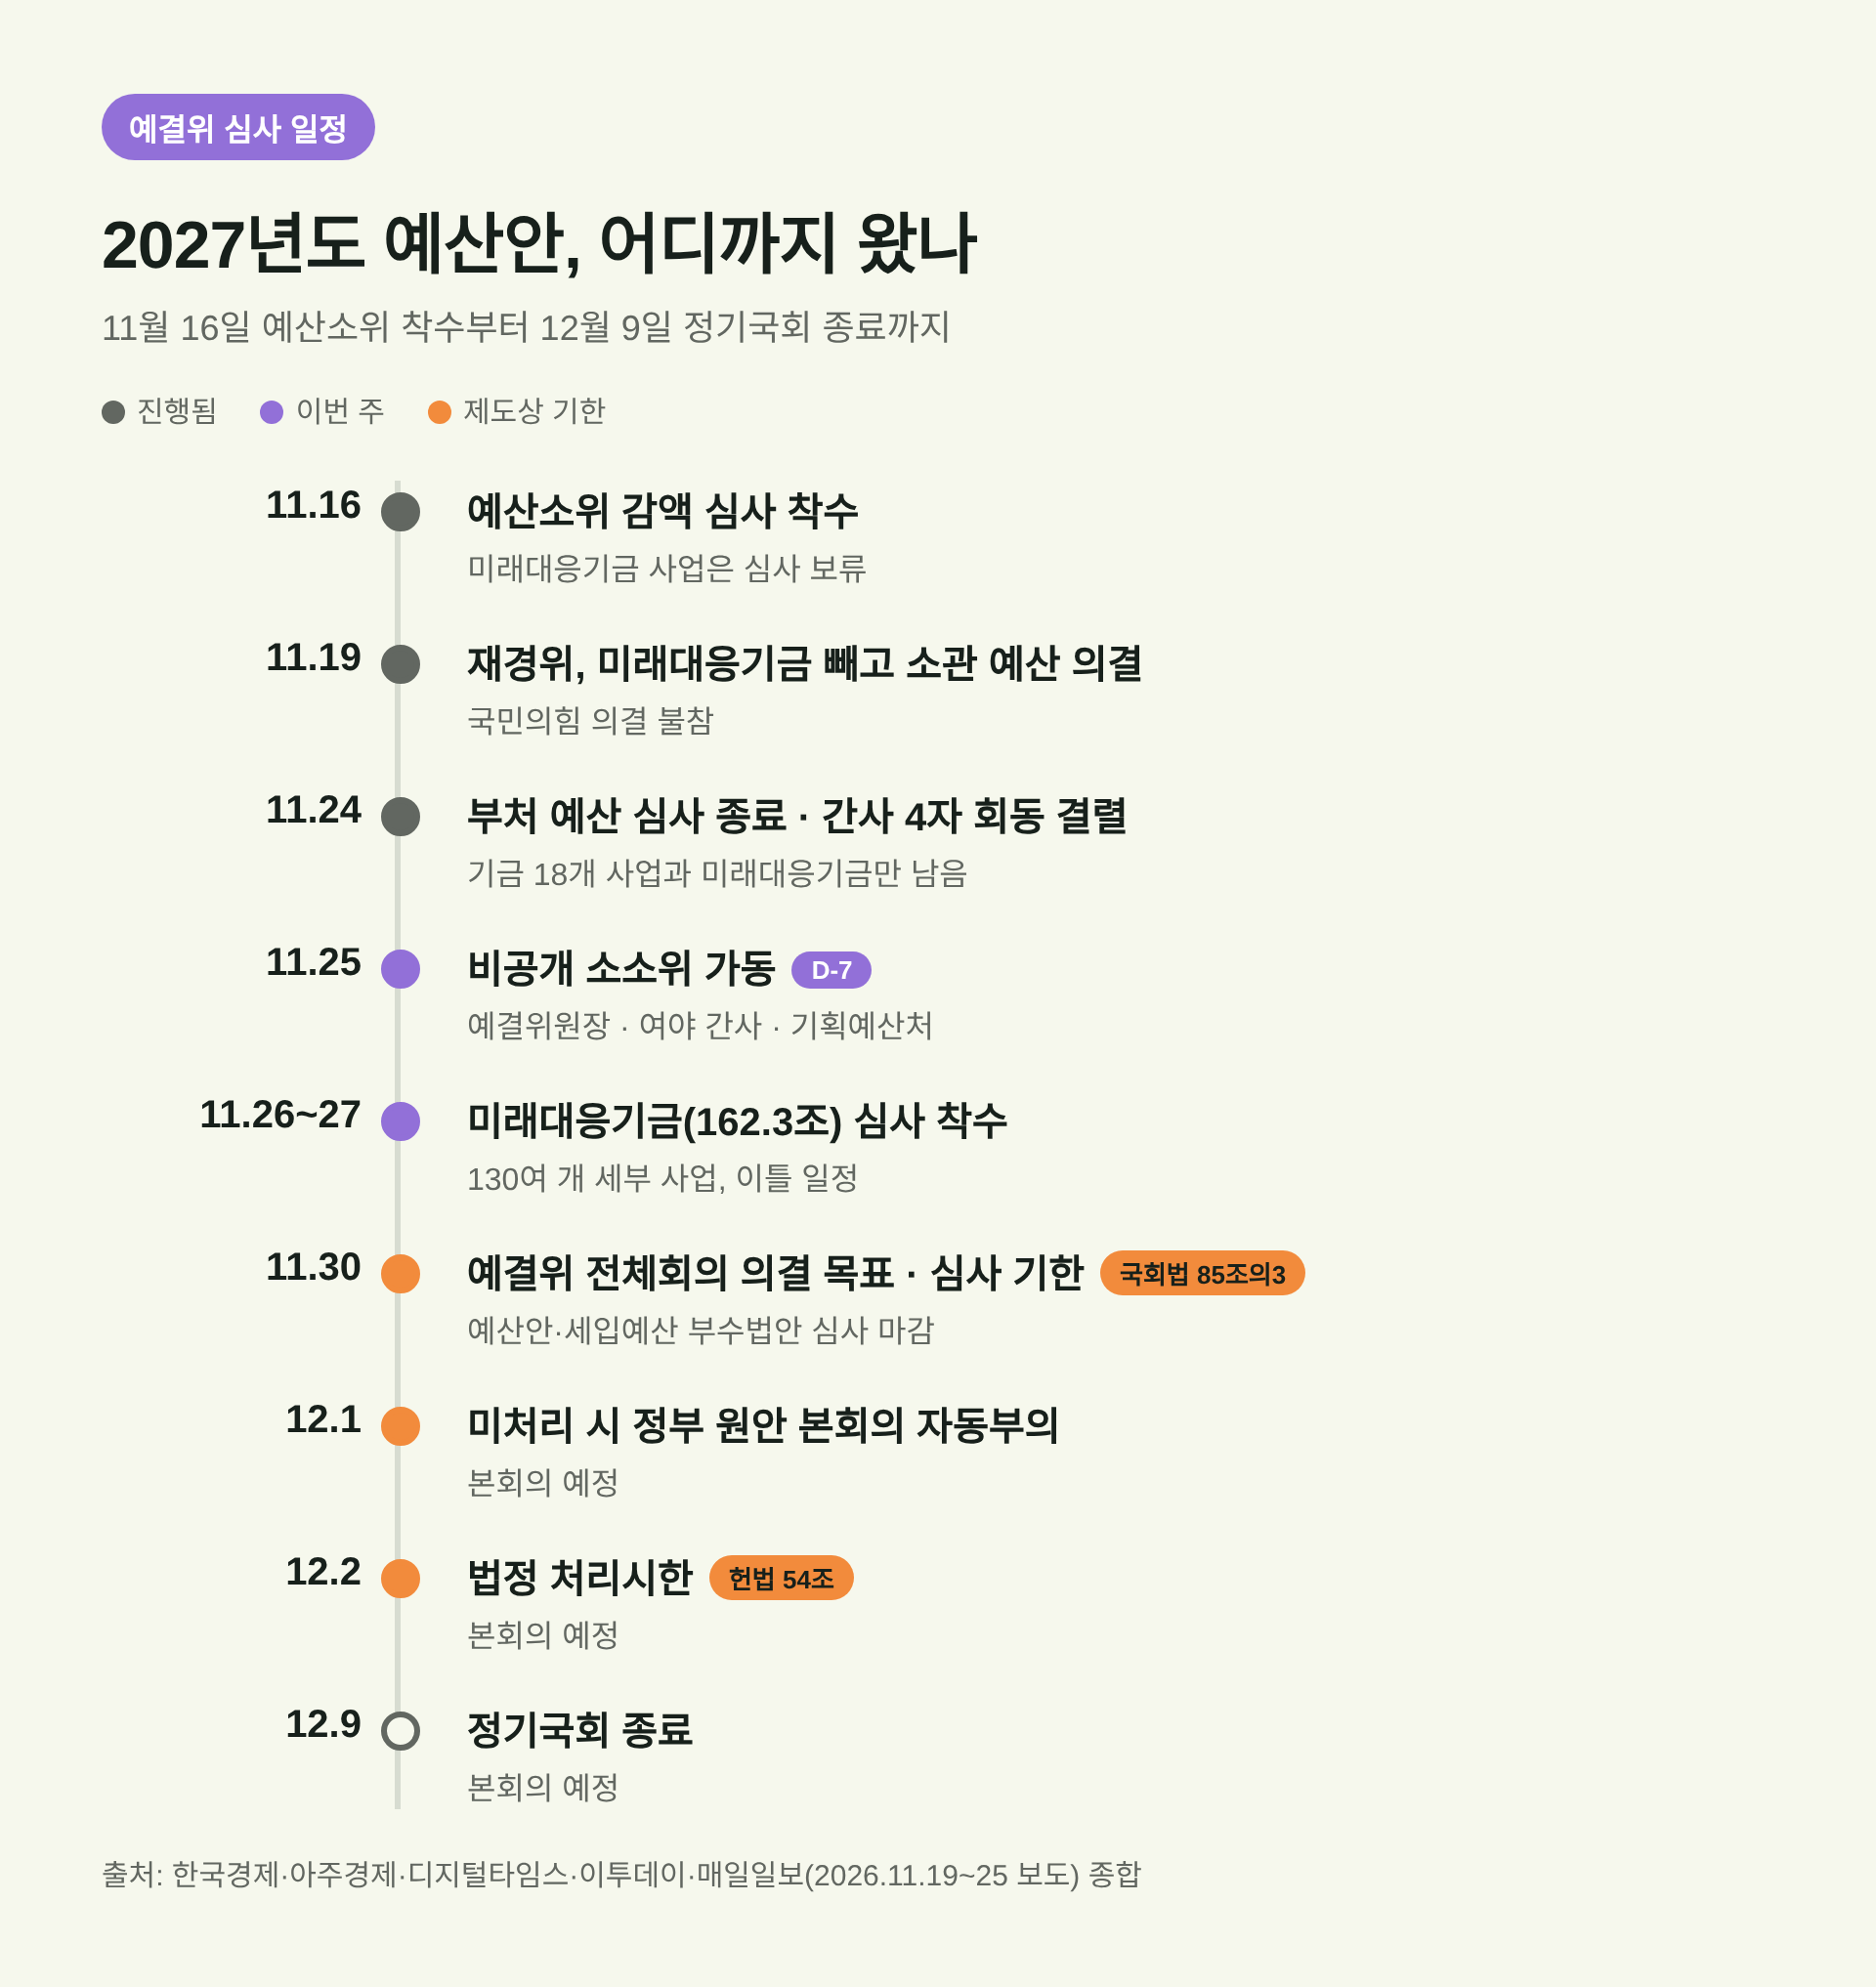 예결위 심사 일정
2027년도 예산안, 어디까지 왔나
11월 16일 예산소위 착수부터 12월 9일 정기국회 종료까지
진행됨 이번 주 제도상 기한
11.16 예산소위 감액 심사 착수
미래대응기금 사업은 심사 보류
11.19 재경위, 미래대응기금 빼고 소관 예산 의결
국민의힘 의결 불참
11.24 부처 예산 심사 종료 · 간사 4자 회동 결렬
기금 18개 사업과 미래대응기금만 남음
11.25 비공개 소소위 가동 D-7
예결위원장 · 여야 간사 · 기획예산처
11.26~27 미래대응기금(162.3조) 심사 착수
130여 개 세부 사업, 이틀 일정
11.30 예결위 전체회의 의결 목표 · 심사 기한 국회법 85조의3
예산안·세입예산 부수법안 심사 마감
12.1 미처리 시 정부 원안 본회의 자동부의
본회의 예정
12.2 법정 처리시한 헌법 54조
본회의 예정
12.9 정기국회 종료
본회의 예정
출처: 한국경제·아주경제·디지털타임스·이투데이·매일일보(2026.11.19~25 보도) 종합